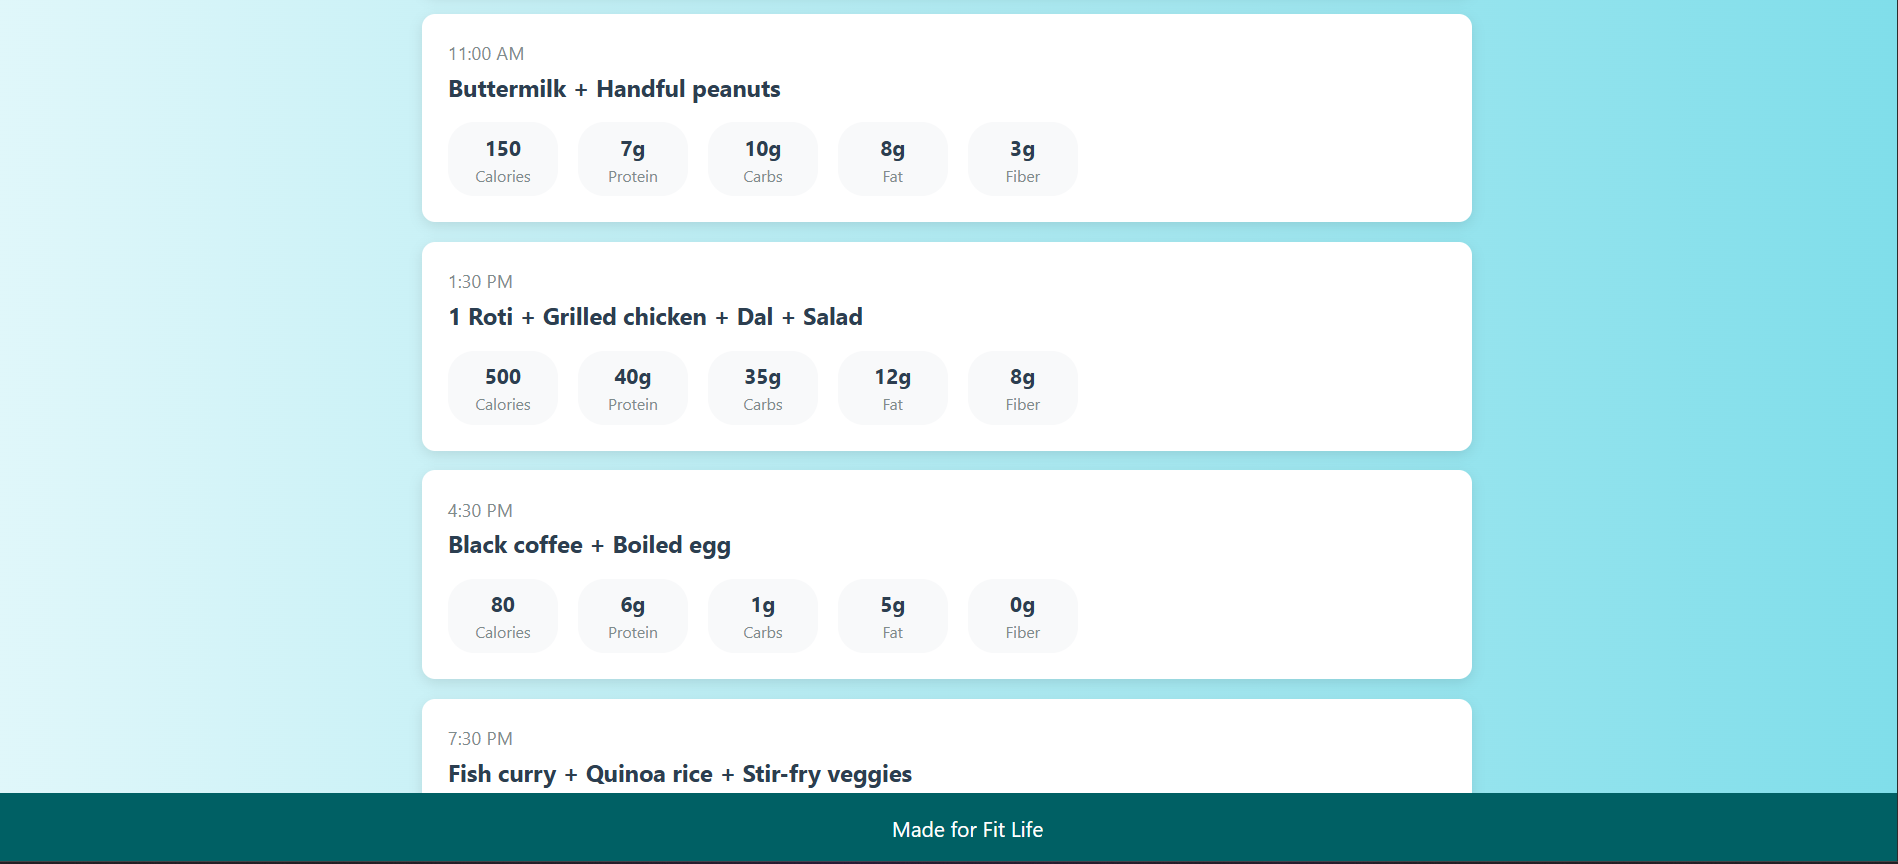 11:00 AM
Buttermilk + Handful peanuts
150 7g 10g 8g 3g
Calories Protein Carbs Fat Fiber
1:30 PM
1 Roti + Grilled chicken + Dal + Salad
500 40g 35g 12g 8g
Calories Protein Carbs Fat Fiber
4:30 PM
Black coffee + Boiled egg
80 6g 1g 5g 0g
Calories Protein Carbs Fat Fiber
7:30 PM
Fish curry + Quinoa rice + Stir-fry veggies
Made for Fit Life